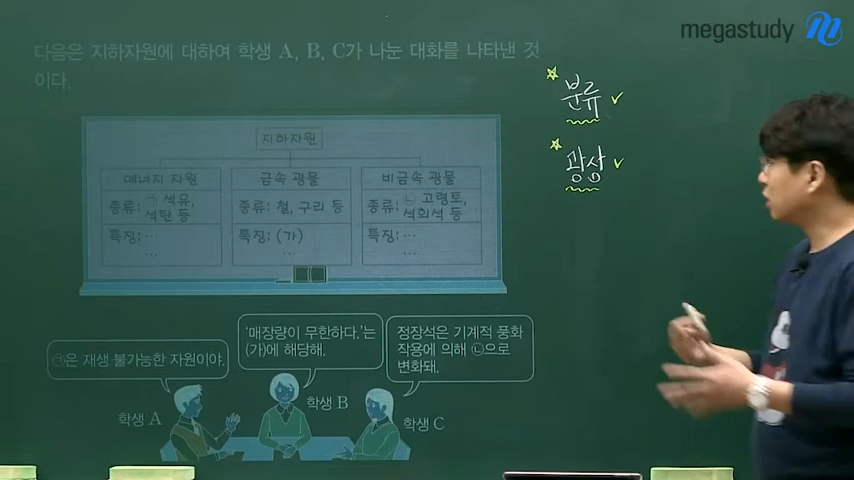 megastudy
다음은 지하자원에 대하여 학생 A, B, C가 나눈 대화를 나타낸 것
이다.
분류
광상
지하자원
에너지 자원
종류: ㉠ 석유,
석탄 등
특징: ⋯
⋯
금속 광물
종류: 철, 구리 등
특징: (가)
⋯
비금속 광물
종류: ㉡ 고령토,
석회석 등
특징: ⋯
⋯
㉠은 재생 불가능한 자원이야.
'매장량이 무한하다.'는
(가)에 해당해.
정장석은 기계적 풍화
작용에 의해 ㉡으로
변화돼.
학생 A
학생 B
학생 C